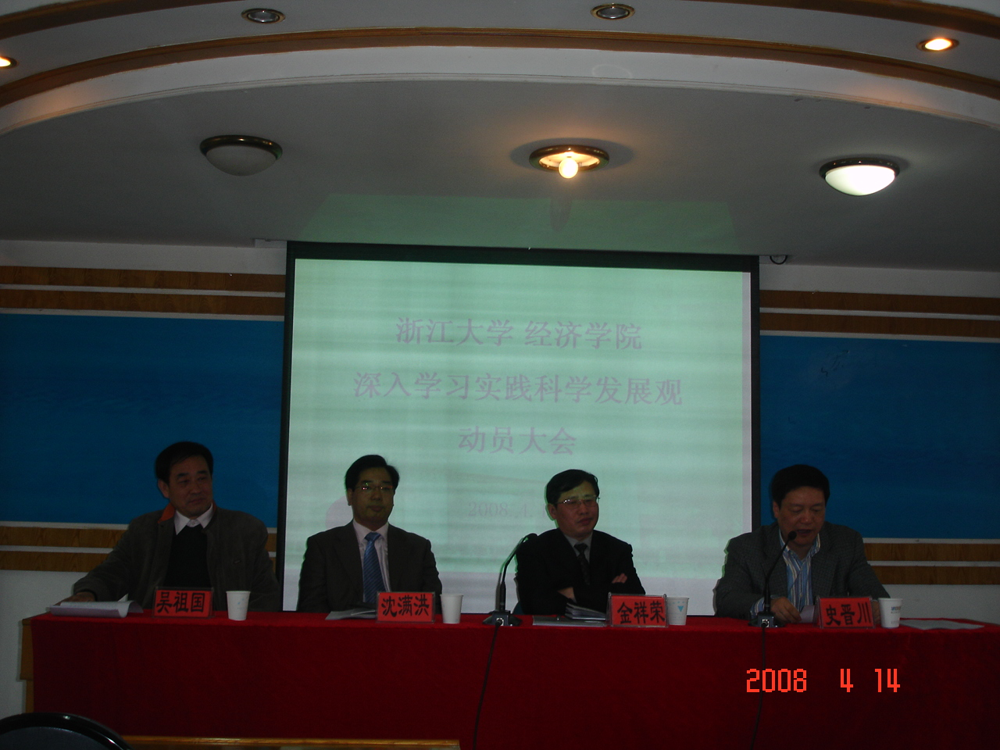 浙江大学 经济学院
深入学习实践科学发展观
动员大会
2008.4.
吴祖国
沈满洪
金祥荣
史晋川
2008 4 14